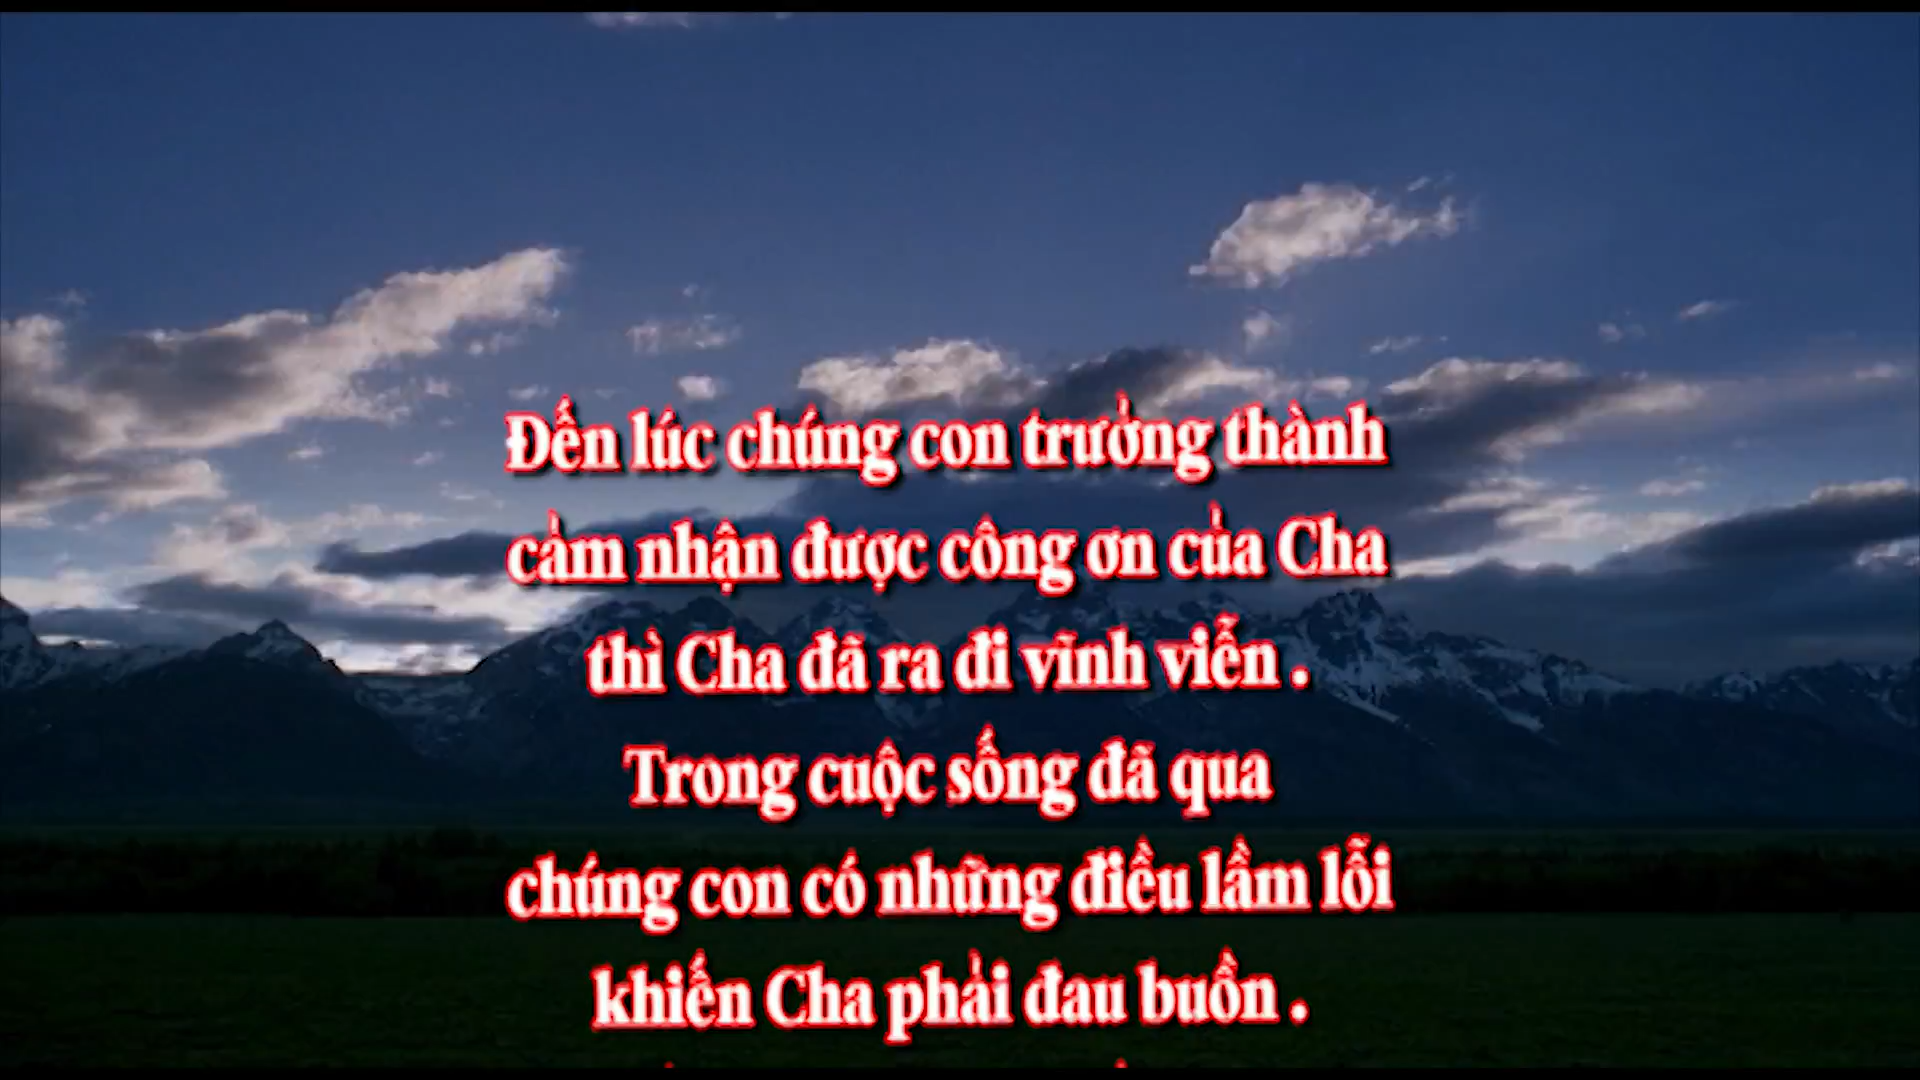 Đến lúc chúng con trưởng thành
cảm nhận được công ơn của Cha
thì Cha đã ra đi vĩnh viễn .
Trong cuộc sống đã qua
chúng con có những điều lầm lỗi
khiến Cha phải đau buồn .